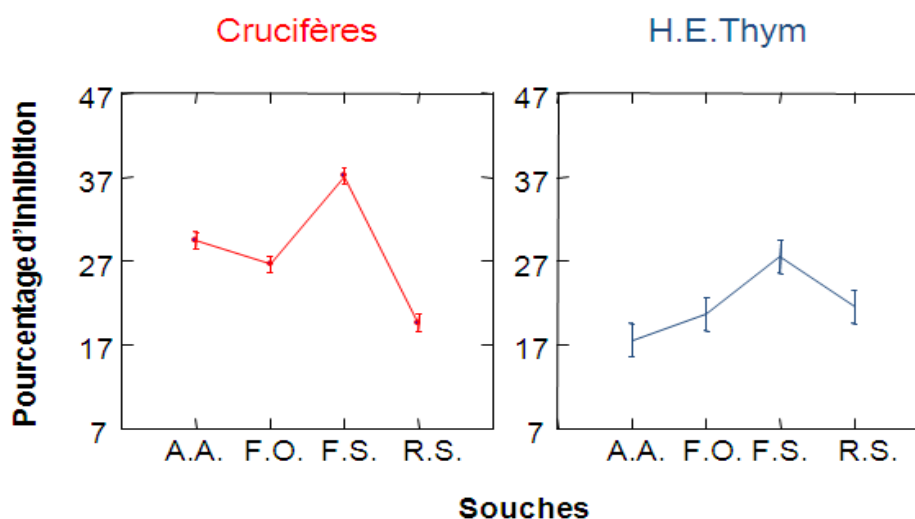 Crucifères
H.E.Thym
Pourcentage d'Inhibition
47
37
27
17
7
A.A. F.O. F.S. R.S.
47
37
27
17
7
A.A. F.O. F.S. R.S.
Souches